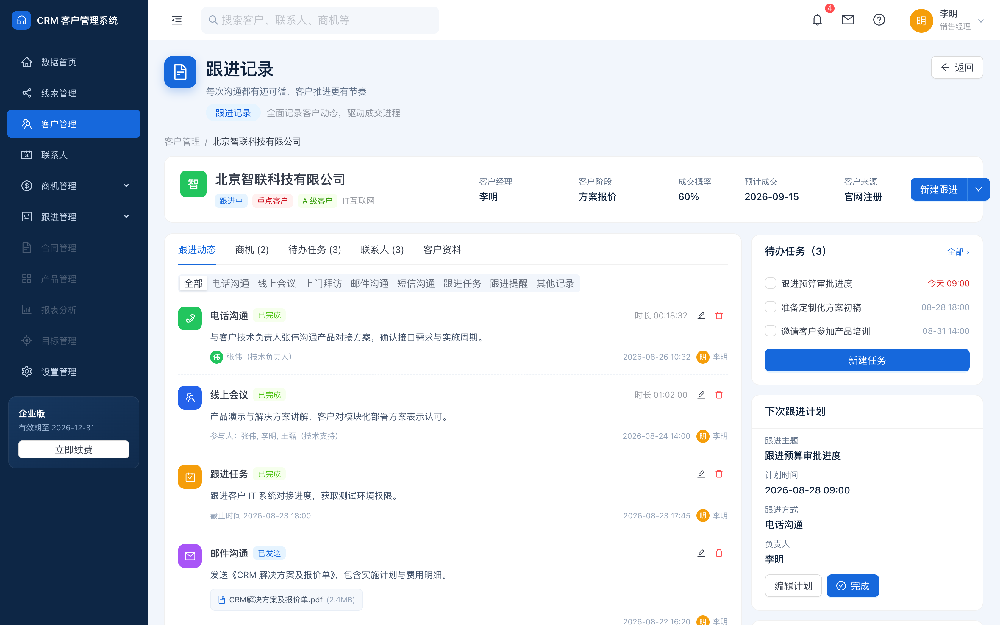 CRM 客户管理系统
搜索客户、联系人、商机等
4
明
李明
销售经理
数据首页
线索管理
客户管理
联系人
商机管理
跟进管理
合同管理
产品管理
报表分析
目标管理
设置管理
企业版
有效期至 2026-12-31
立即续费
跟进记录
每次沟通都有迹可循，客户推进更有节奏
跟进记录 全面记录客户动态，驱动成交进程
返回
客户管理 / 北京智联科技有限公司
智
北京智联科技有限公司
跟进中 重点客户 A 级客户 IT互联网
客户经理
李明
客户阶段
方案报价
成交概率
60%
预计成交
2026-09-15
客户来源
官网注册
新建跟进
跟进动态 商机 (2) 待办任务 (3) 联系人 (3) 客户资料
全部 电话沟通 线上会议 上门拜访 邮件沟通 短信沟通 跟进任务 跟进提醒 其他记录
电话沟通 已完成 时长 00:18:32
与客户技术负责人张伟沟通产品对接方案，确认接口需求与实施周期。
伟 张伟（技术负责人） 2026-08-26 10:32 明 李明
线上会议 已完成 时长 01:02:00
产品演示与解决方案讲解，客户对模块化部署方案表示认可。
参与人：张伟, 李明, 王磊（技术支持） 2026-08-24 14:00 明 李明
跟进任务 已完成
跟进客户 IT 系统对接进度，获取测试环境权限。
截止时间 2026-08-23 18:00 2026-08-23 17:45 明 李明
邮件沟通 已发送
发送《CRM 解决方案及报价单》，包含实施计划与费用明细。
CRM解决方案及报价单.pdf (2.4MB)
2026-08-22 16:20 明 李明
待办任务（3） 全部 ›
跟进预算审批进度 今天 09:00
准备定制化方案初稿 08-28 18:00
邀请客户参加产品培训 08-31 14:00
新建任务
下次跟进计划
跟进主题
跟进预算审批进度
计划时间
2026-08-28 09:00
跟进方式
电话沟通
负责人
李明
编辑计划 完成